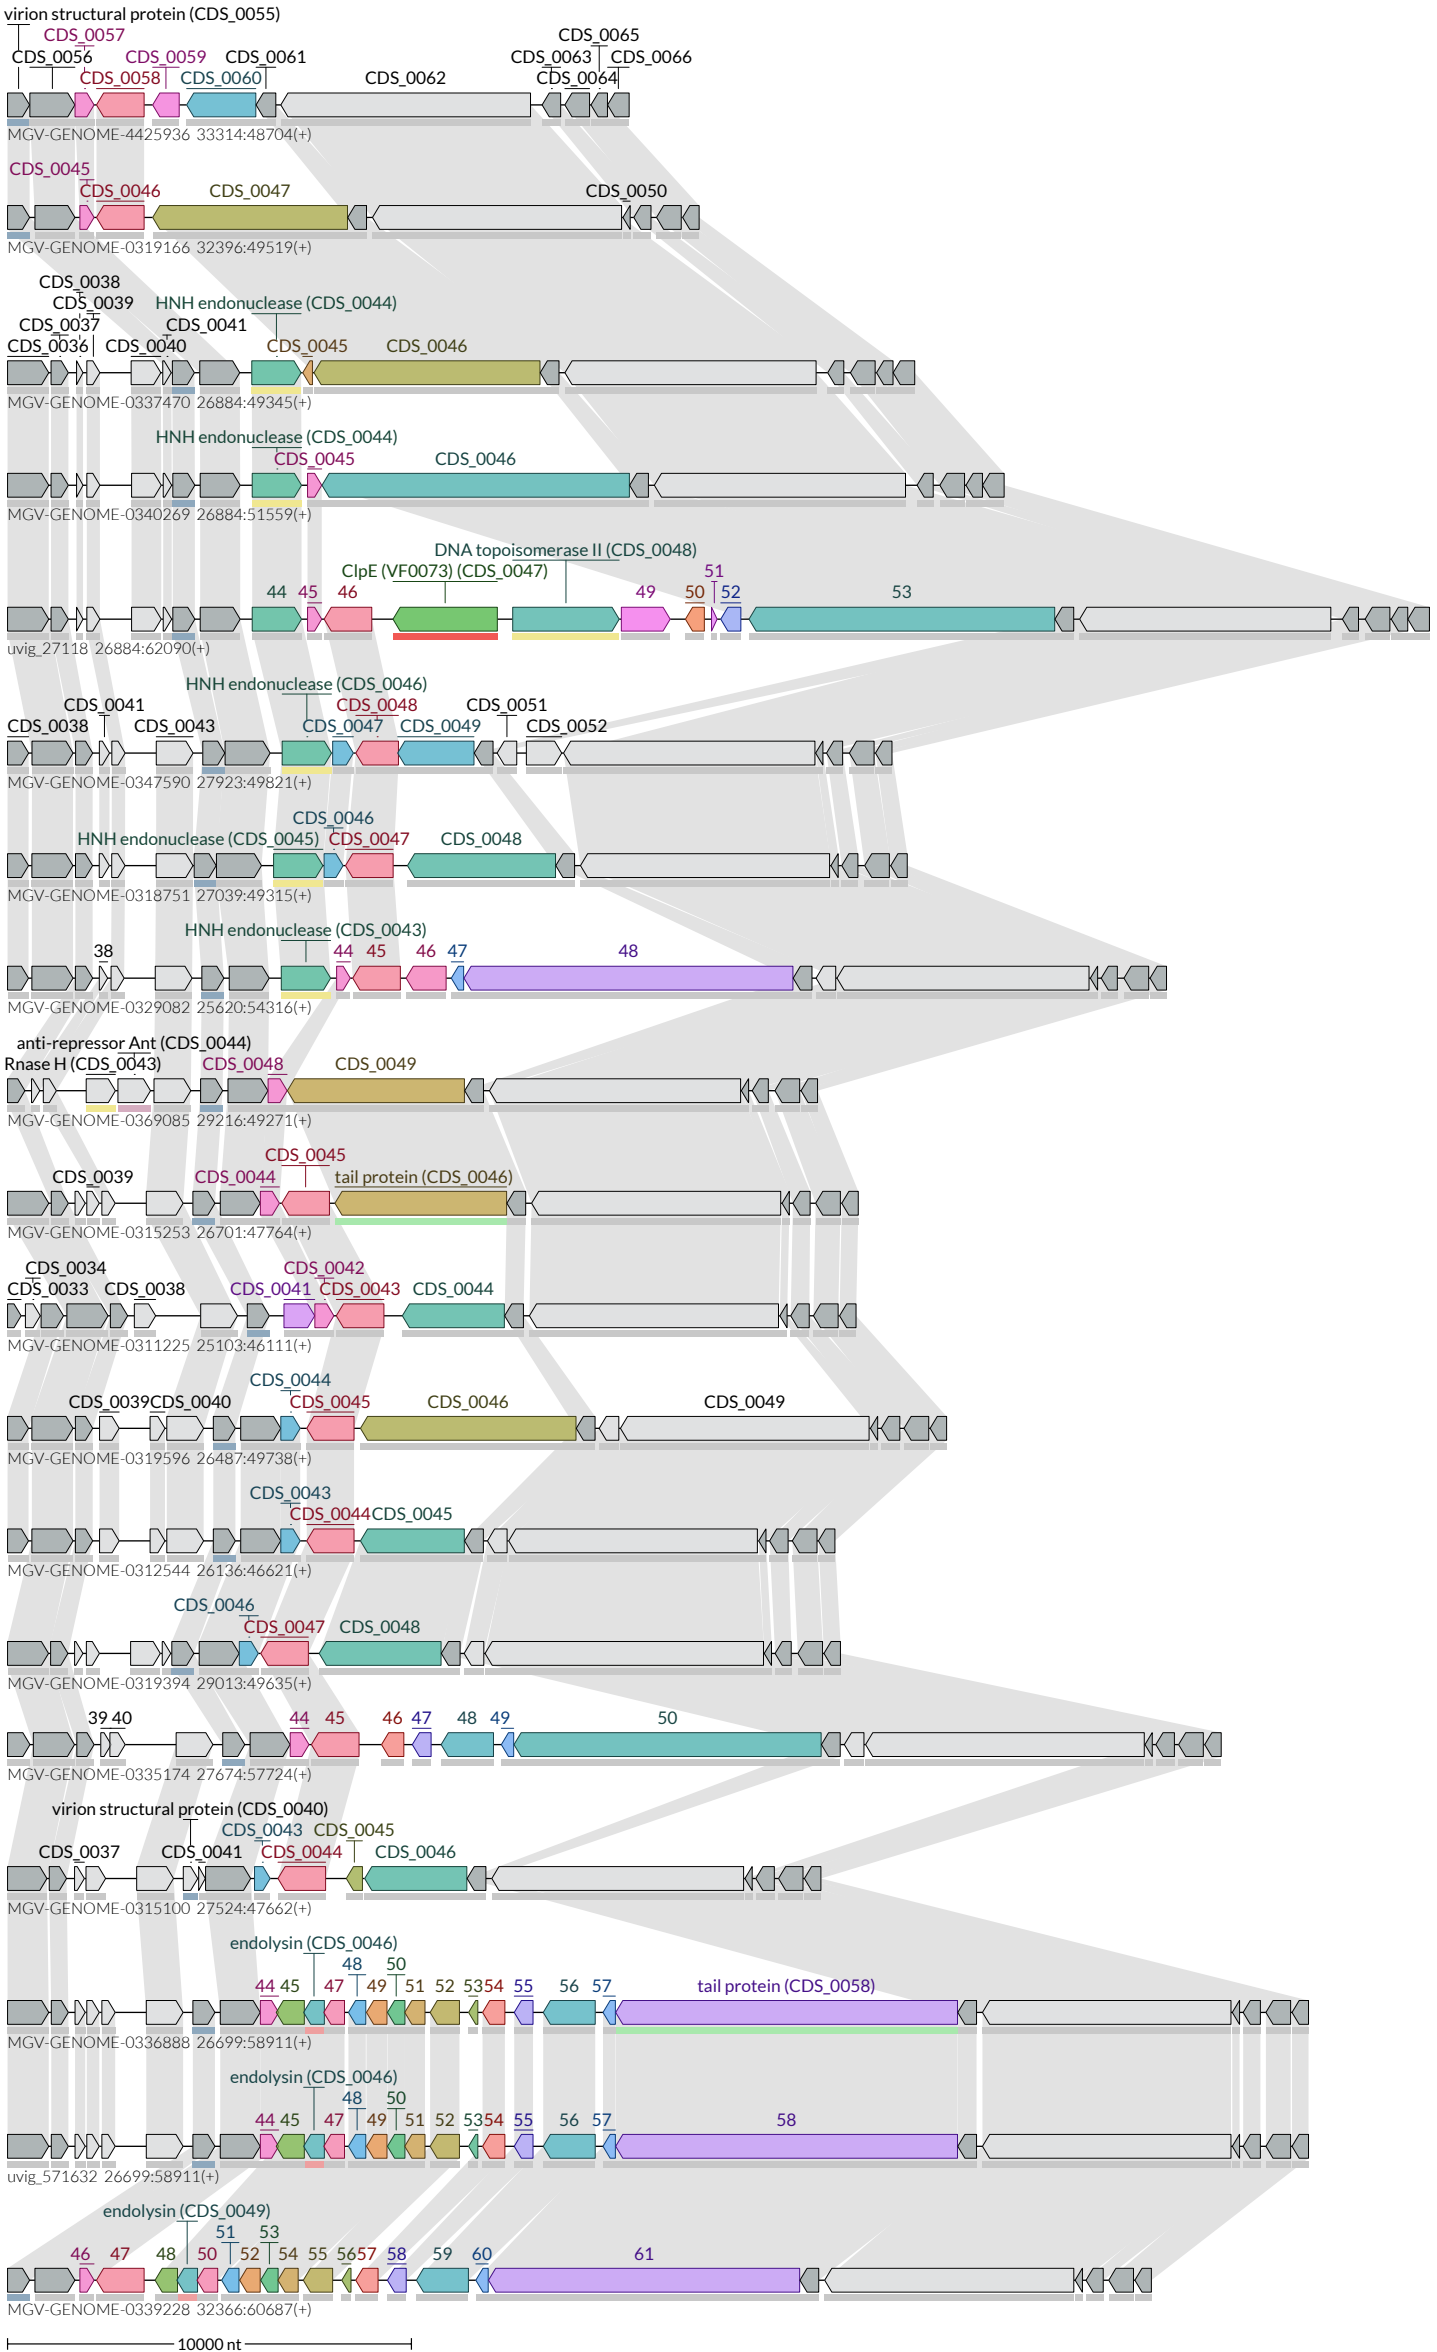 virion structural protein (CDS_0055)
CDS_0057 CDS_0065
CDS_0056 CDS_0059 CDS_0061 CDS_0063 CDS_0066
CDS_0058 CDS_0060 CDS_0062 CDS_0064
MGV-GENOME-4425936 33314:48704(+)
CDS_0045
CDS_0046 CDS_0047 CDS_0050
MGV-GENOME-0319166 32396:49519(+)
CDS_0038
CDS_0039 HNH endonuclease (CDS_0044)
CDS_0037 CDS_0041
CDS_0036 CDS_0040 CDS_0045 CDS_0046
MGV-GENOME-0337470 26884:49345(+)
HNH endonuclease (CDS_0044)
CDS_0045 CDS_0046
MGV-GENOME-0340269 26884:51559(+)
DNA topoisomerase II (CDS_0048)
ClpE (VF0073) (CDS_0047) 51
44 45 46 49 50 52 53
uvig_27118 26884:62090(+)
HNH endonuclease (CDS_0046)
CDS_0041 CDS_0048 CDS_0051
CDS_0038 CDS_0043 CDS_0047 CDS_0049 CDS_0052
MGV-GENOME-0347590 27923:49821(+)
CDS_0046
HNH endonuclease (CDS_0045) CDS_0047 CDS_0048
MGV-GENOME-0318751 27039:49315(+)
HNH endonuclease (CDS_0043)
38 44 45 46 47 48
MGV-GENOME-0329082 25620:54316(+)
anti-repressor Ant (CDS_0044)
Rnase H (CDS_0043) CDS_0048 CDS_0049
MGV-GENOME-0369085 29216:49271(+)
CDS_0045
CDS_0039 CDS_0044 tail protein (CDS_0046)
MGV-GENOME-0315253 26701:47764(+)
CDS_0034 CDS_0042
CDS_0033 CDS_0038 CDS_0041 CDS_0043 CDS_0044
MGV-GENOME-0311225 25103:46111(+)
CDS_0044
CDS_0039 CDS_0040 CDS_0045 CDS_0046 CDS_0049
MGV-GENOME-0319596 26487:49738(+)
CDS_0043
CDS_0044 CDS_0045
MGV-GENOME-0312544 26136:46621(+)
CDS_0046
CDS_0047 CDS_0048
MGV-GENOME-0319394 29013:49635(+)
39 40 44 45 46 47 48 49 50
MGV-GENOME-0335174 27674:57724(+)
virion structural protein (CDS_0040)
CDS_0043 CDS_0045
CDS_0037 CDS_0041 CDS_0044 CDS_0046
MGV-GENOME-0315100 27524:47662(+)
endolysin (CDS_0046)
48 50
44 45 47 49 51 52 53 54 55 56 57 tail protein (CDS_0058)
MGV-GENOME-0336888 26699:58911(+)
endolysin (CDS_0046)
48 50
44 45 47 49 51 52 53 54 55 56 57 58
uvig_571632 26699:58911(+)
endolysin (CDS_0049)
51 53
46 47 48 50 52 54 55 56 57 58 59 60 61
MGV-GENOME-0339228 32366:60687(+)
10000 nt